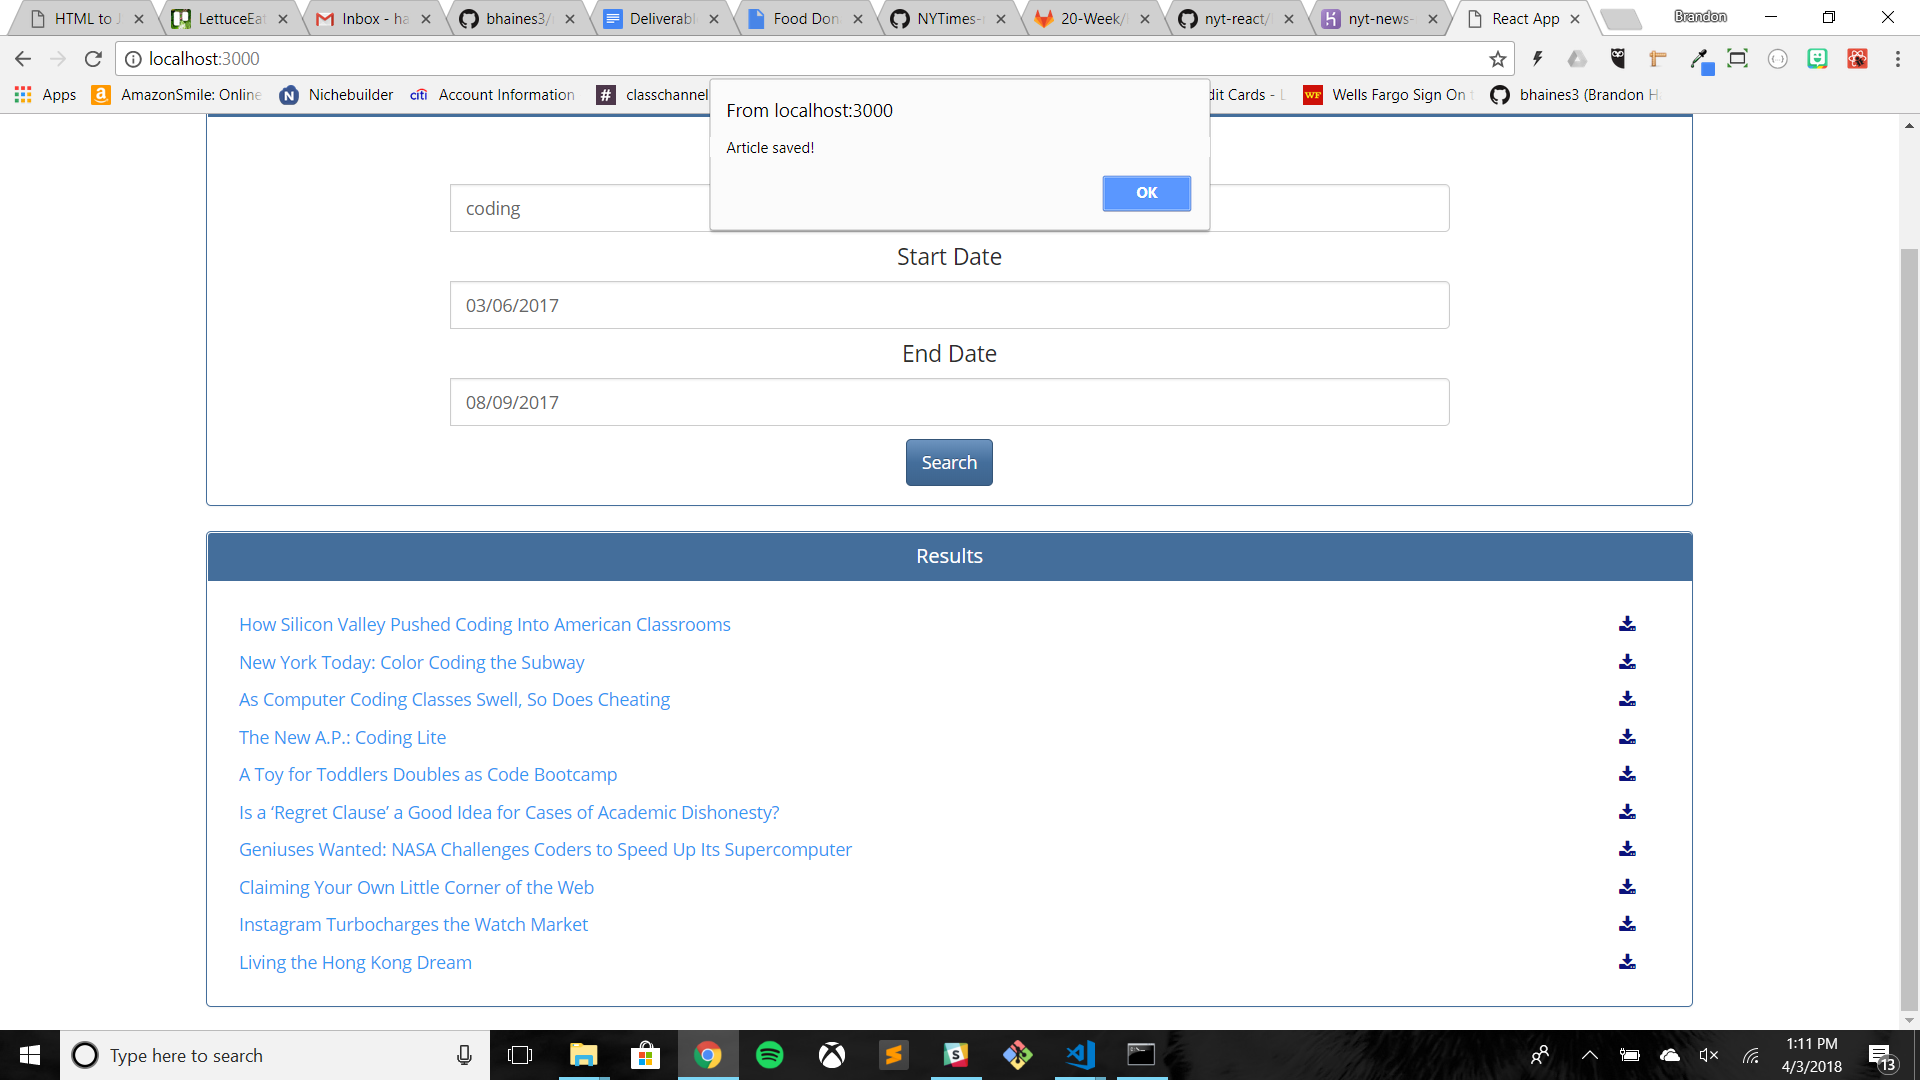 HTML to J
LettuceEat
Inbox - ha
bhaines3/
Deliverabl
Food Don
NYTimes-
20-Week/
nyt-react/
nyt-news-
React App
Brandon
localhost:3000
Apps
AmazonSmile: Online
Nichebuilder
citi
Account Information
classchannel
dit Cards - L
WF
Wells Fargo Sign On t
bhaines3 (Brandon H
From localhost:3000
Article saved!
OK
coding
Start Date
03/06/2017
End Date
08/09/2017
Search
Results
How Silicon Valley Pushed Coding Into American Classrooms
New York Today: Color Coding the Subway
As Computer Coding Classes Swell, So Does Cheating
The New A.P.: Coding Lite
A Toy for Toddlers Doubles as Code Bootcamp
Is a ‘Regret Clause’ a Good Idea for Cases of Academic Dishonesty?
Geniuses Wanted: NASA Challenges Coders to Speed Up Its Supercomputer
Claiming Your Own Little Corner of the Web
Instagram Turbocharges the Watch Market
Living the Hong Kong Dream
Type here to search
1:11 PM
4/3/2018
13